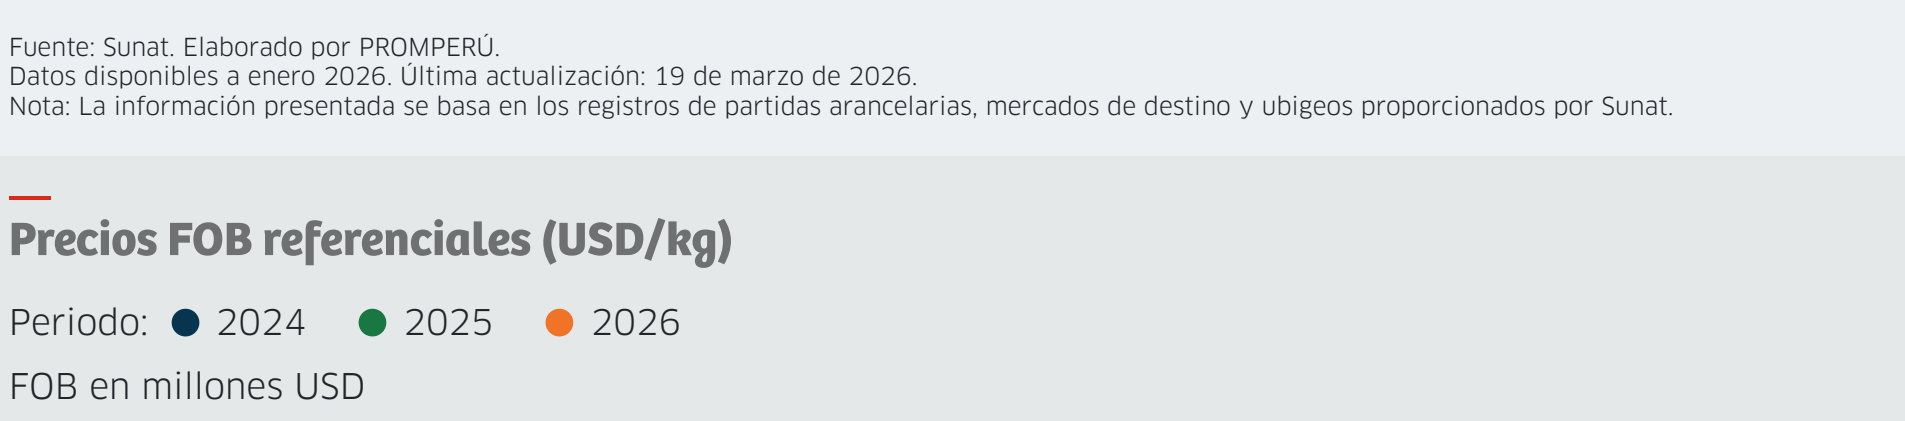 Fuente: Sunat. Elaborado por PROMPERÚ.
Datos disponibles a enero 2026. Última actualización: 19 de marzo de 2026.
Nota: La información presentada se basa en los registros de partidas arancelarias, mercados de destino y ubigeos proporcionados por Sunat.
Precios FOB referenciales (USD/kg)
Periodo: 2024 2025 2026
FOB en millones USD